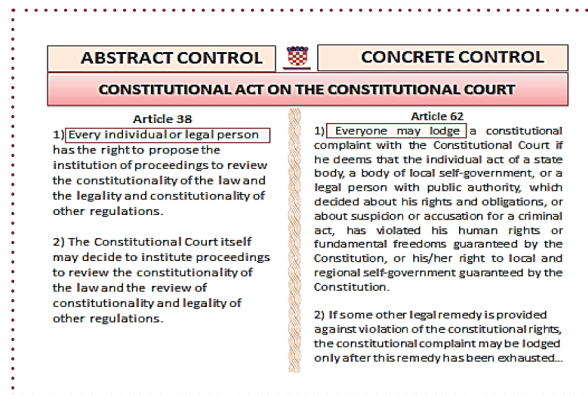 ABSTRACT CONTROL
CONCRETE CONTROL
CONSTITUTIONAL ACT ON THE CONSTITUTIONAL COURT
Article 38
1) Every individual or legal person
has the right to propose the
institution of proceedings to review
the constitutionality of the law and
the legality and constitutionality of
other regulations.
2) The Constitutional Court itself
may decide to institute proceedings
to review the constitutionality of
the law and the review of
constitutionality and legality of
other regulations.
Article 62
1) Everyone may lodge a constitutional
complaint with the Constitutional Court if
he deems that the individual act of a state
body, a body of local self-government, or a
legal person with public authority, which
decided about his rights and obligations, or
about suspicion or accusation for a criminal
act, has violated his human rights or
fundamental freedoms guaranteed by the
Constitution, or his/her right to local and
regional self-government guaranteed by the
Constitution.
2) If some other legal remedy is provided
against violation of the constitutional rights,
the constitutional complaint may be lodged
only after this remedy has been exhausted...